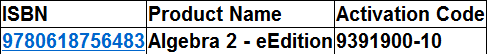 ISBN Product Name Activation Code
9780618756483 Algebra 2 - eEdition 9391900-10